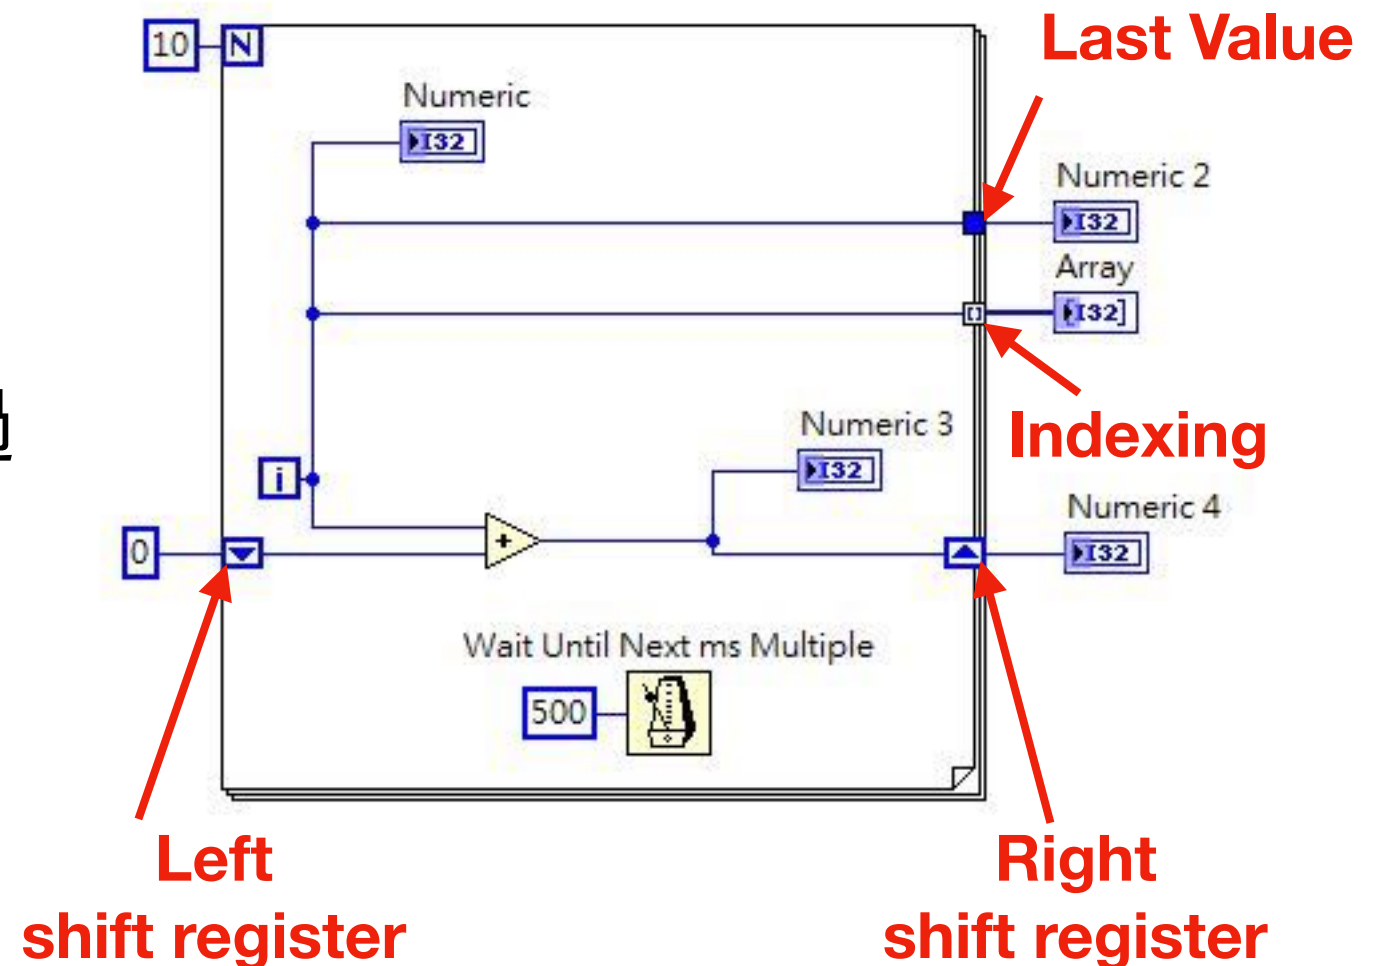 10
N
Last Value
Numeric
I32
Numeric 2
I32
Array
[I32]
Indexing
Numeric 3
I32
i
Numeric 4
I32
0
+
Wait Until Next ms Multiple
500
Left
shift register
Right
shift register